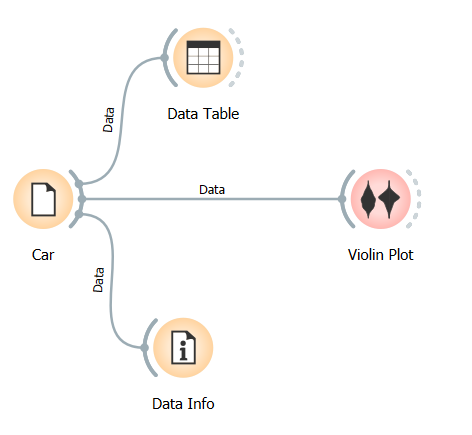 Data Table
Data
Data
Car
Violin Plot
Data
Data Info